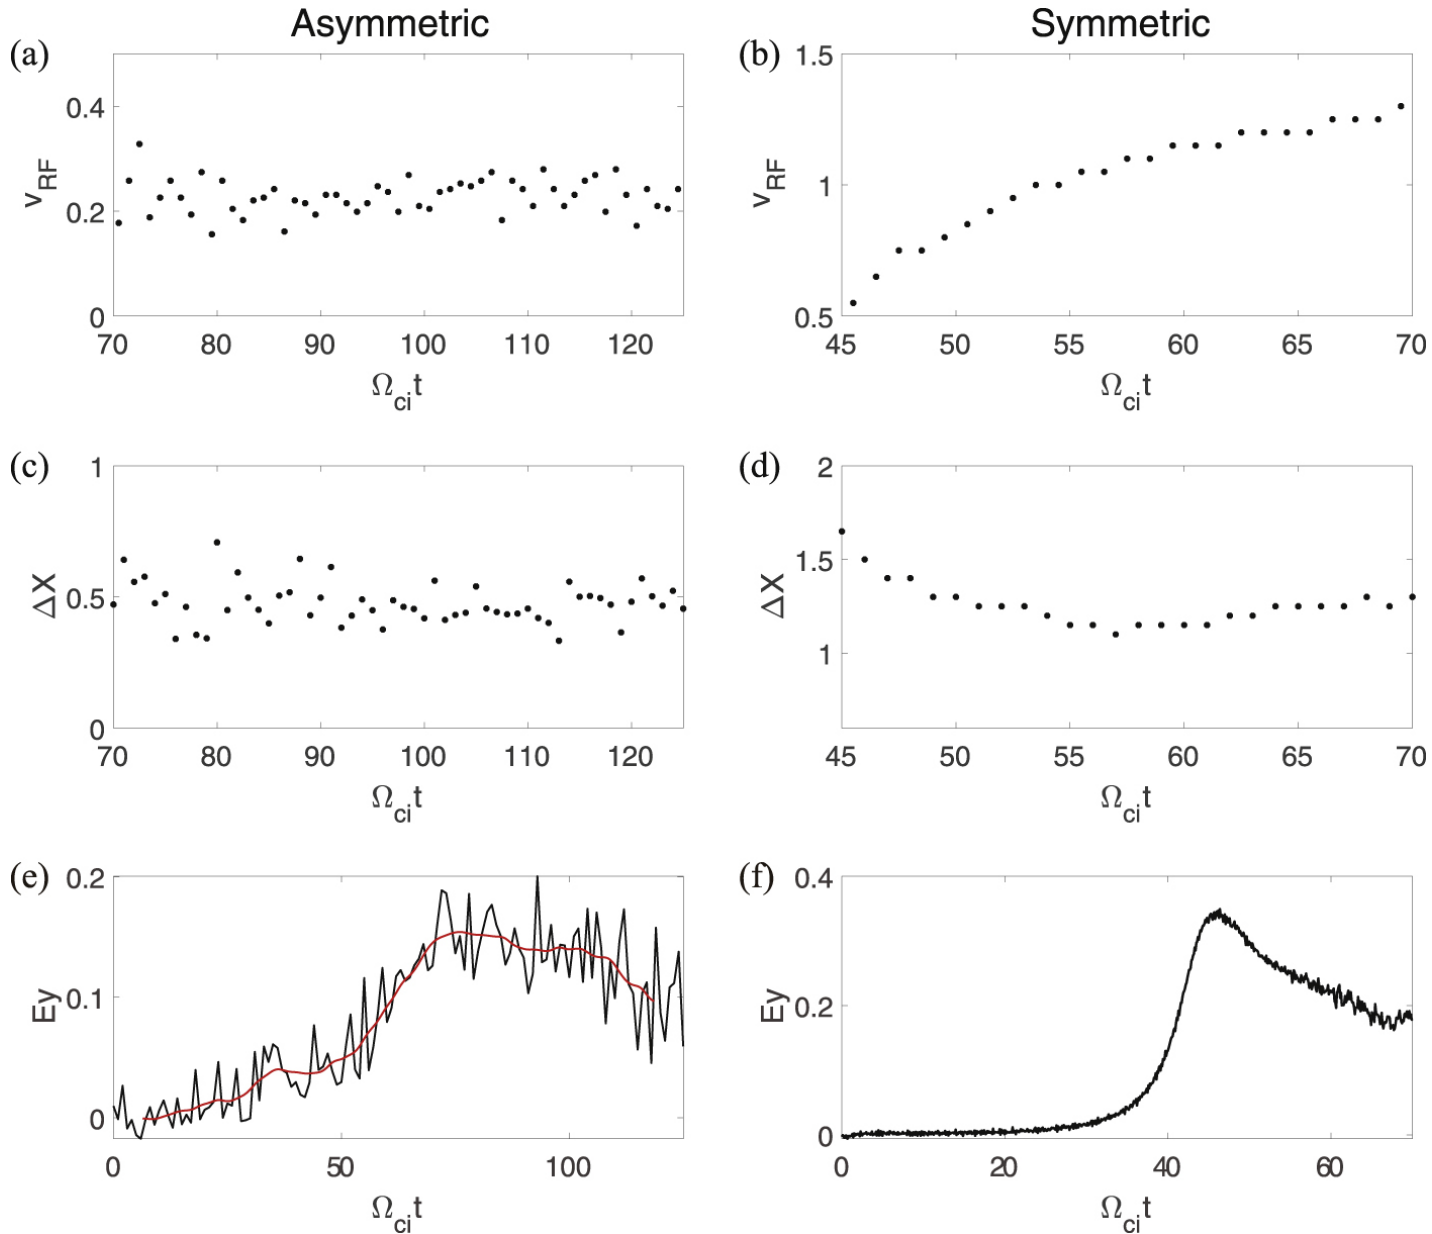 Asymmetric
Symmetric
(a)
0.4
0.2
0
v_RF
70 80 90 100 110 120
Ω_ci t
(b)
1.5
1
0.5
v_RF
45 50 55 60 65 70
Ω_ci t
(c)
1
0.5
0
ΔX
70 80 90 100 110 120
Ω_ci t
(d)
2
1.5
1
ΔX
45 50 55 60 65 70
Ω_ci t
(e)
0.2
0.1
0
Ey
0 50 100
Ω_ci t
(f)
0.4
0.2
0
Ey
0 20 40 60
Ω_ci t